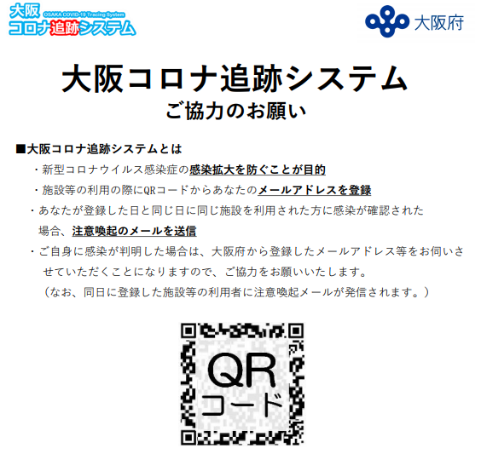 大阪 OSAKA COVID-19 Tracing System
コロナ追跡システム
大阪府
大阪コロナ追跡システム
ご協力のお願い
■大阪コロナ追跡システムとは
・新型コロナウイルス感染症の感染拡大を防ぐことが目的
・施設等の利用の際にQRコードからあなたのメールアドレスを登録
・あなたが登録した日と同じ日に同じ施設を利用された方に感染が確認された
場合、注意喚起のメールを送信
・ご自身に感染が判明した場合は、大阪府から登録したメールアドレス等をお伺いさ
せていただくことになりますので、ご協力をお願いいたします。
（なお、同日に登録した施設等の利用者に注意喚起メールが発信されます。）
QR
コード